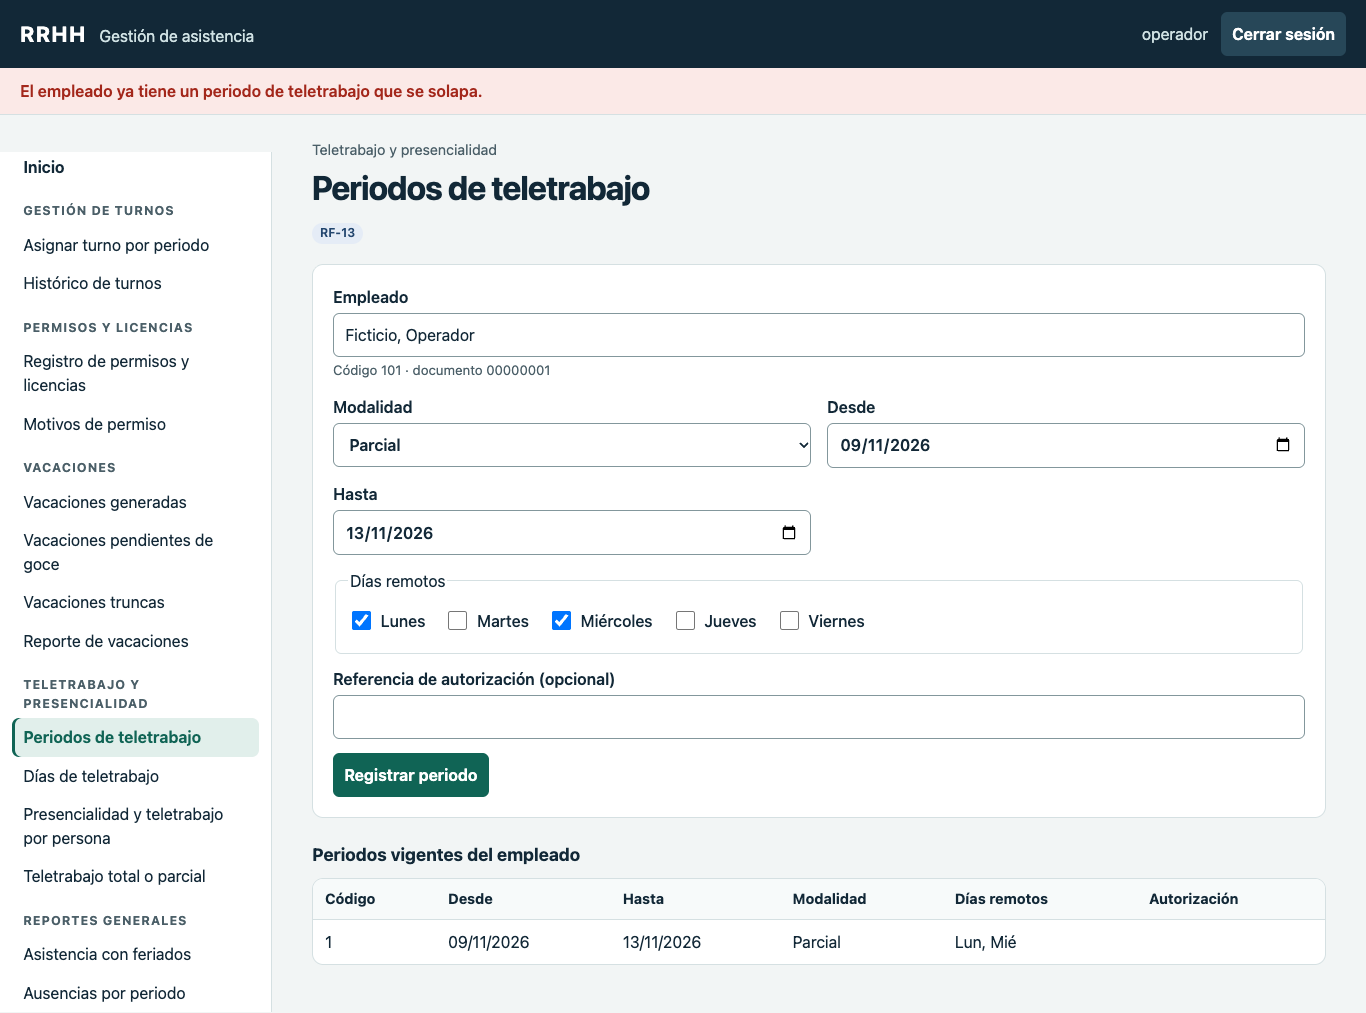 RRHH Gestión de asistencia
operador
Cerrar sesión
El empleado ya tiene un periodo de teletrabajo que se solapa.
Inicio
GESTIÓN DE TURNOS
Asignar turno por periodo
Histórico de turnos
PERMISOS Y LICENCIAS
Registro de permisos y
licencias
Motivos de permiso
VACACIONES
Vacaciones generadas
Vacaciones pendientes de
goce
Vacaciones truncas
Reporte de vacaciones
TELETRABAJO Y
PRESENCIALIDAD
Periodos de teletrabajo
Días de teletrabajo
Presencialidad y teletrabajo
por persona
Teletrabajo total o parcial
REPORTES GENERALES
Asistencia con feriados
Ausencias por periodo
Teletrabajo y presencialidad
Periodos de teletrabajo
RF-13
Empleado
Ficticio, Operador
Código 101 · documento 00000001
Modalidad
Parcial
Desde
09/11/2026
Hasta
13/11/2026
Días remotos
Lunes Martes Miércoles Jueves Viernes
Referencia de autorización (opcional)
Registrar periodo
Periodos vigentes del empleado
Código Desde Hasta Modalidad Días remotos Autorización
1 09/11/2026 13/11/2026 Parcial Lun, Mié